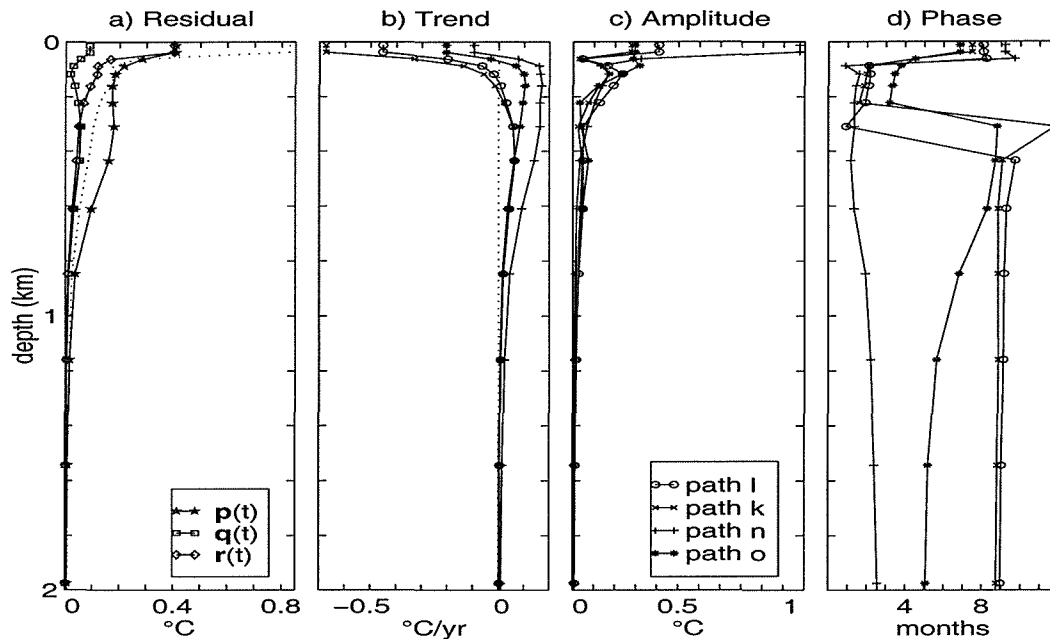 a) Residual
b) Trend
c) Amplitude
d) Phase
0
1
2
depth (km)
p(t)
q(t)
r(t)
path l
path k
path n
path o
0 0.4 0.8
−0.5 0
0 0.5 1
4 8
°C
°C/yr
°C
months